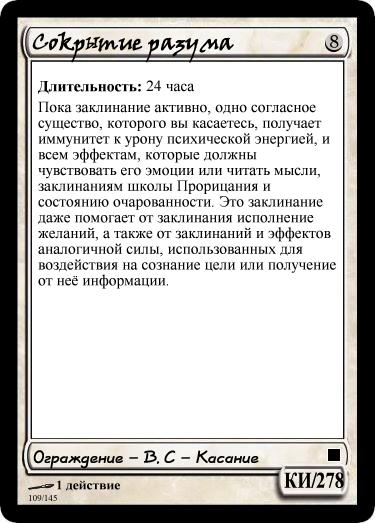 Сокрытие разума 8
Длительность: 24 часа
Пока заклинание активно, одно согласное
существо, которого вы касаетесь, получает
иммунитет к урону психической энергией, и
всем эффектам, которые должны
чувствовать его эмоции или читать мысли,
заклинаниям школы Прорицания и
состоянию очарованности. Это заклинание
даже помогает от заклинания исполнение
желаний, а также от заклинаний и эффектов
аналогичной силы, использованных для
воздействия на сознание цели или получение
от неё информации.
Ограждение – В, С – Касание
КИ/278
1 действие
109/145